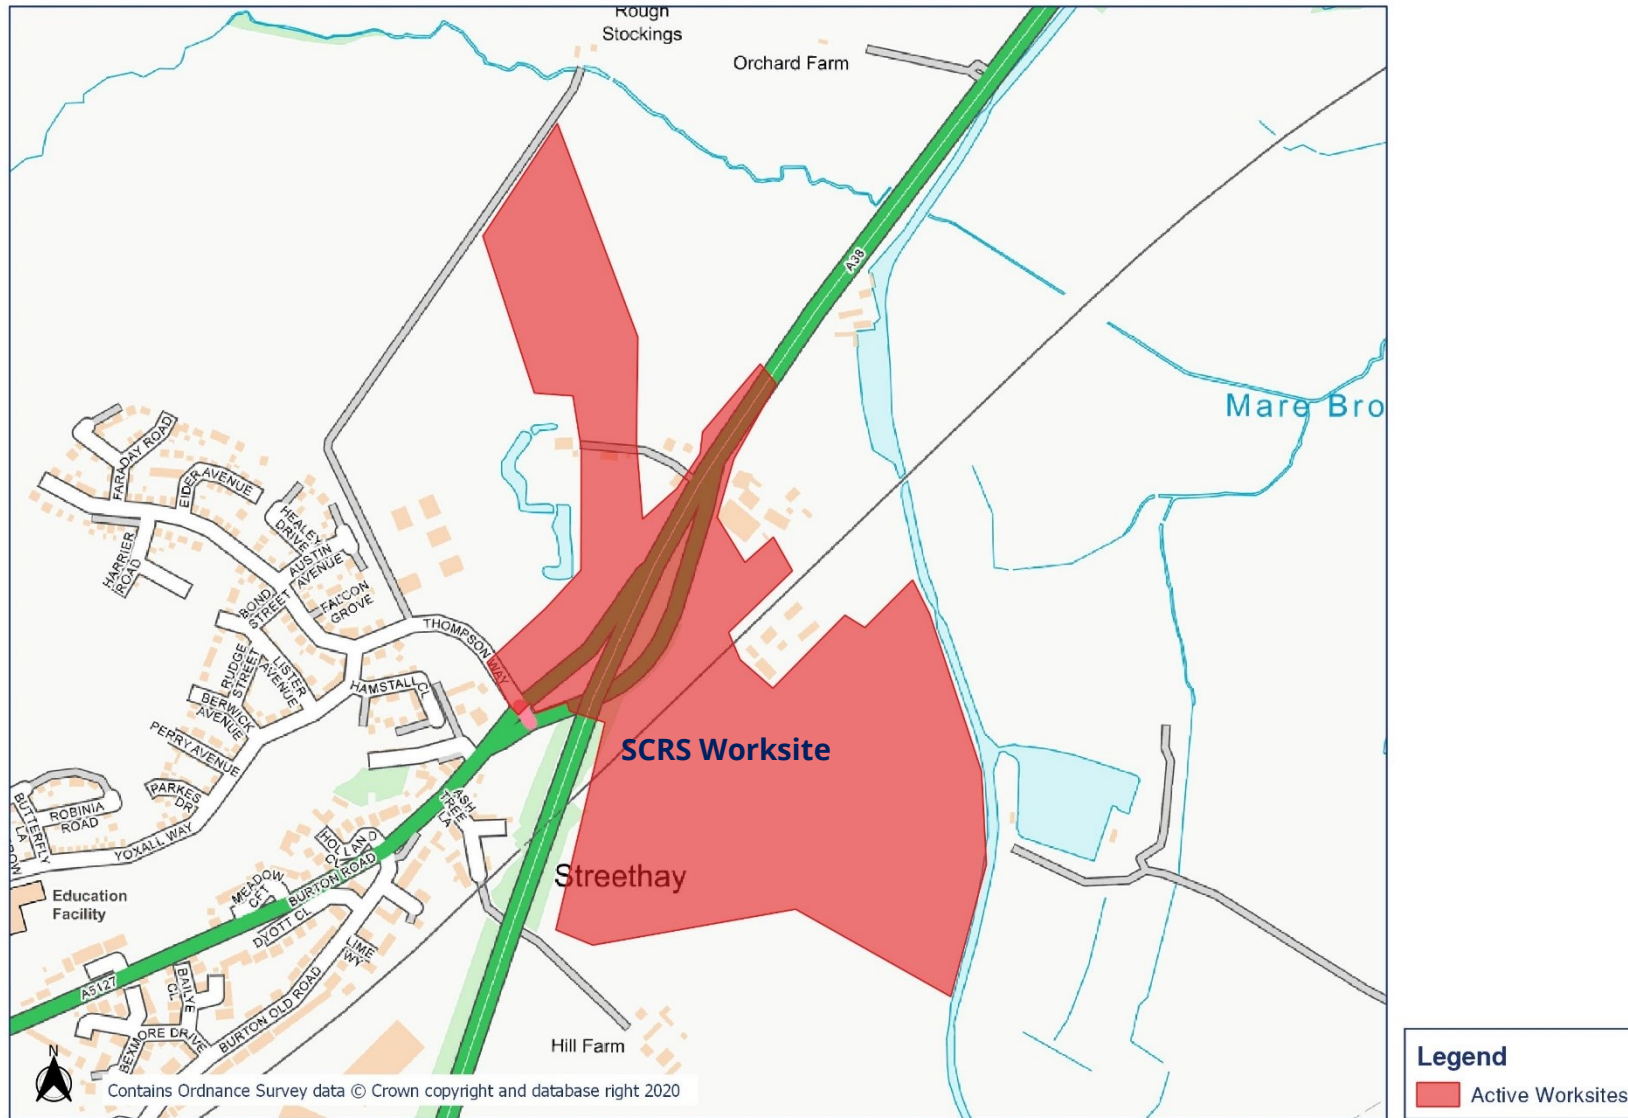 Rough
Stockings
Orchard Farm
A38
Mare Bro
FARADAY ROAD
EIDER AVENUE
HEALEY
DRIVE
AUSTIN
AVENUE
HARRIER
ROAD
FALCON
GROVE
BOND
STREET
THOMPSON WAY
RUDGE
STREET
LISTER
AVENUE
HAMSTALL CL
BERWICK
AVENUE
PERRY AVENUE
SCRS Worksite
PARKES
DR
ASH
TREE
LA
BUTTERFLY
LA
ROBINIA
ROAD
YOXALL WAY
HOLLAND
CL
ROW
BURTON ROAD
Streethay
MEADOW
CFT
Education
Facility
DYOTT CL
LIME
WY
A5127
BAILYE
CL
BURTON OLD ROAD
BEXMORE DRIVE
Hill Farm
N
Contains Ordnance Survey data © Crown copyright and database right 2020
Legend
Active Worksites